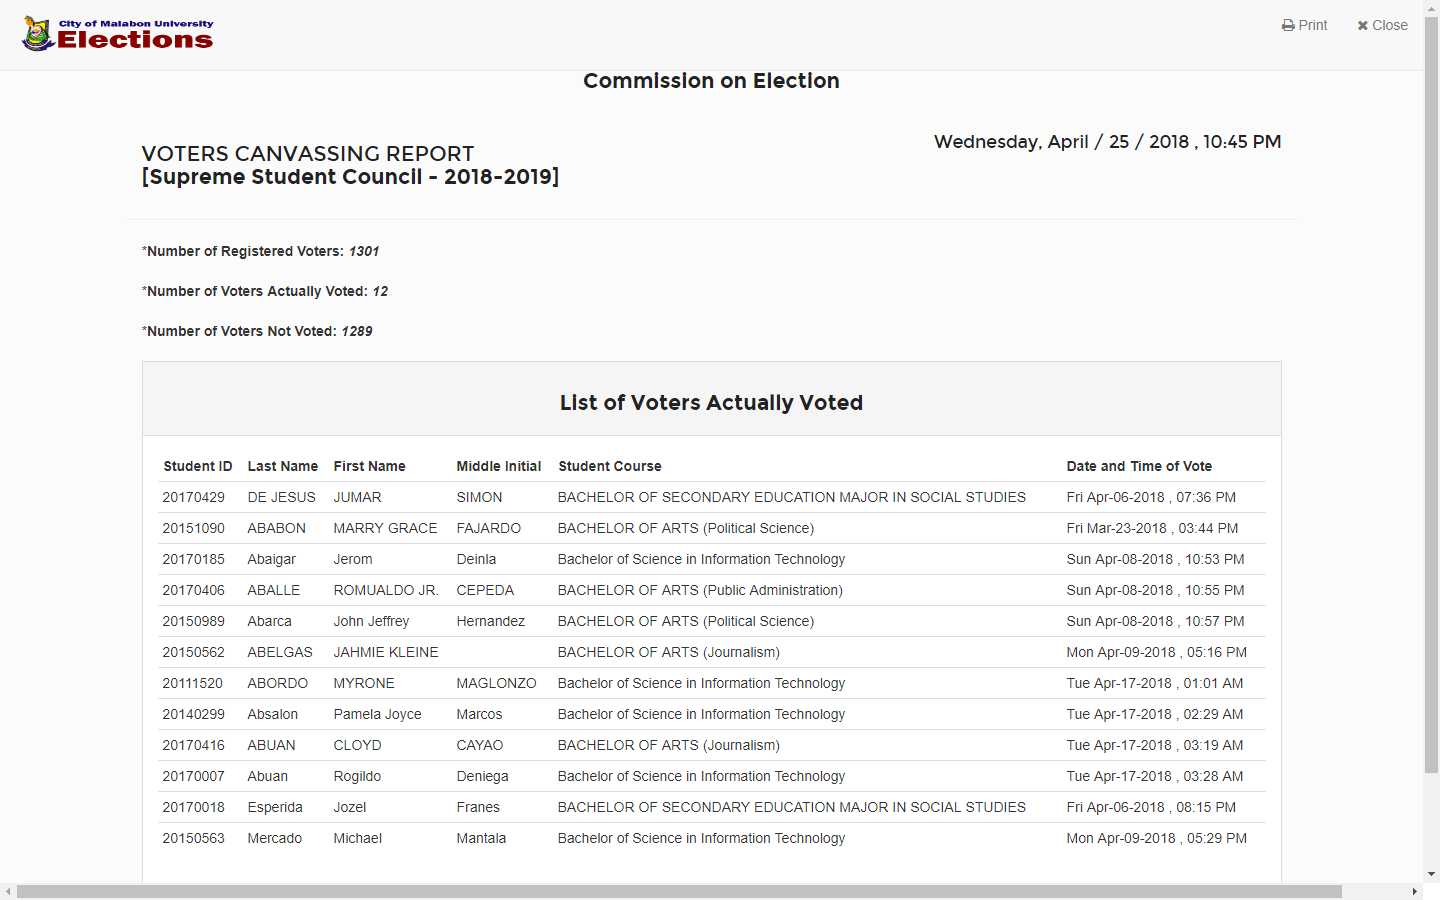 City of Malabon University
Elections
Print
Close
Commission on Election
Wednesday, April / 25 / 2018 , 10:45 PM
VOTERS CANVASSING REPORT
[Supreme Student Council - 2018-2019]
*Number of Registered Voters: 1301
*Number of Voters Actually Voted: 12
*Number of Voters Not Voted: 1289
List of Voters Actually Voted
Student ID Last Name First Name Middle Initial Student Course Date and Time of Vote
20170429 DE JESUS JUMAR SIMON BACHELOR OF SECONDARY EDUCATION MAJOR IN SOCIAL STUDIES Fri Apr-06-2018 , 07:36 PM
20151090 ABABON MARRY GRACE FAJARDO BACHELOR OF ARTS (Political Science) Fri Mar-23-2018 , 03:44 PM
20170185 Abaigar Jerom Deinla Bachelor of Science in Information Technology Sun Apr-08-2018 , 10:53 PM
20170406 ABALLE ROMUALDO JR. CEPEDA BACHELOR OF ARTS (Public Administration) Sun Apr-08-2018 , 10:55 PM
20150989 Abarca John Jeffrey Hernandez BACHELOR OF ARTS (Political Science) Sun Apr-08-2018 , 10:57 PM
20150562 ABELGAS JAHMIE KLEINE BACHELOR OF ARTS (Journalism) Mon Apr-09-2018 , 05:16 PM
20111520 ABORDO MYRONE MAGLONZO Bachelor of Science in Information Technology Tue Apr-17-2018 , 01:01 AM
20140299 Absalon Pamela Joyce Marcos Bachelor of Science in Information Technology Tue Apr-17-2018 , 02:29 AM
20170416 ABUAN CLOYD CAYAO BACHELOR OF ARTS (Journalism) Tue Apr-17-2018 , 03:19 AM
20170007 Abuan Rogildo Deniega Bachelor of Science in Information Technology Tue Apr-17-2018 , 03:28 AM
20170018 Esperida Jozel Franes BACHELOR OF SECONDARY EDUCATION MAJOR IN SOCIAL STUDIES Fri Apr-06-2018 , 08:15 PM
20150563 Mercado Michael Mantala Bachelor of Science in Information Technology Mon Apr-09-2018 , 05:29 PM